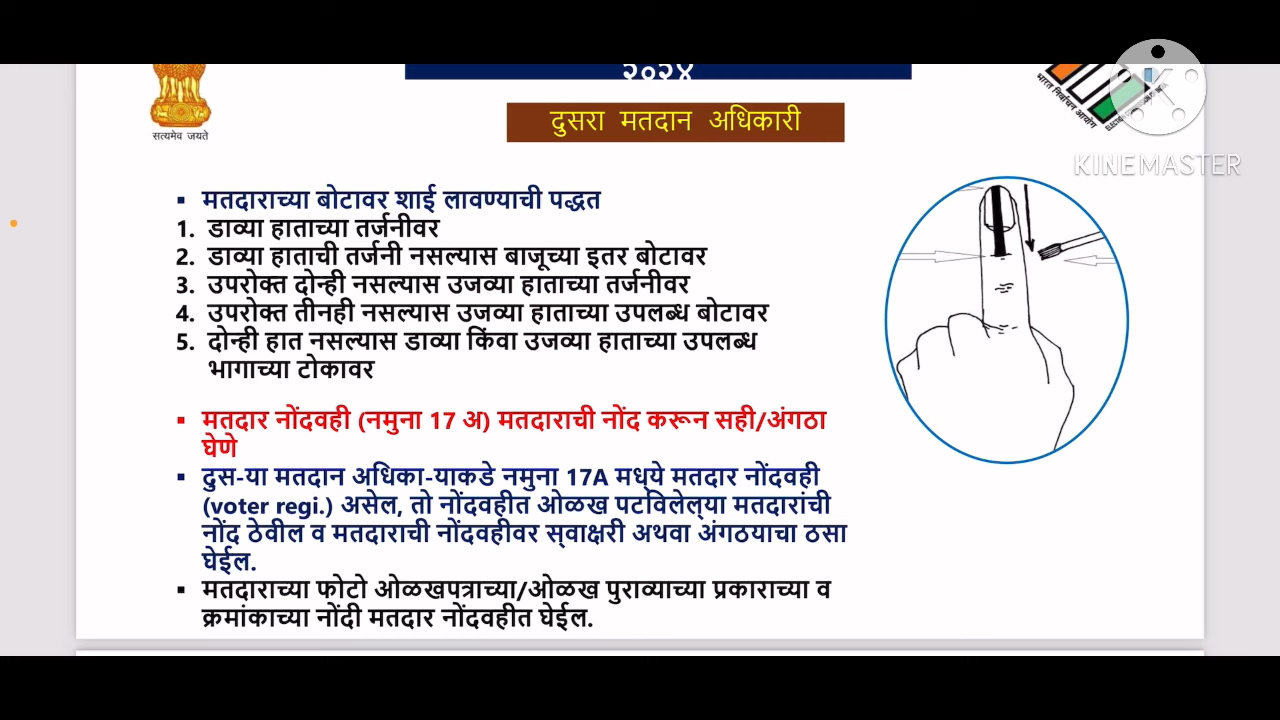 २०२४
सत्यमेव जयते
भारत निर्वाचन आयोग
KINEMASTER
दुसरा मतदान अधिकारी
▪ मतदाराच्या बोटावर शाई लावण्याची पद्धत
1. डाव्या हाताच्या तर्जनीवर
2. डाव्या हाताची तर्जनी नसल्यास बाजूच्या इतर बोटावर
3. उपरोक्त दोन्ही नसल्यास उजव्या हाताच्या तर्जनीवर
4. उपरोक्त तीनही नसल्यास उजव्या हाताच्या उपलब्ध बोटावर
5. दोन्ही हात नसल्यास डाव्या किंवा उजव्या हाताच्या उपलब्ध
भागाच्या टोकावर
▪ मतदार नोंदवही (नमुना 17 अ) मतदाराची नोंद करून सही/अंगठा
घेणे
▪ दुस-या मतदान अधिका-याकडे नमुना 17A मध्ये मतदार नोंदवही
(voter regi.) असेल, तो नोंदवहीत ओळख पटविलेल्या मतदारांची
नोंद ठेवील व मतदाराची नोंदवहीवर स्वाक्षरी अथवा अंगठयाचा ठसा
घेईल.
▪ मतदाराच्या फोटो ओळखपत्राच्या/ओळख पुराव्याच्या प्रकाराच्या व
क्रमांकाच्या नोंदी मतदार नोंदवहीत घेईल.